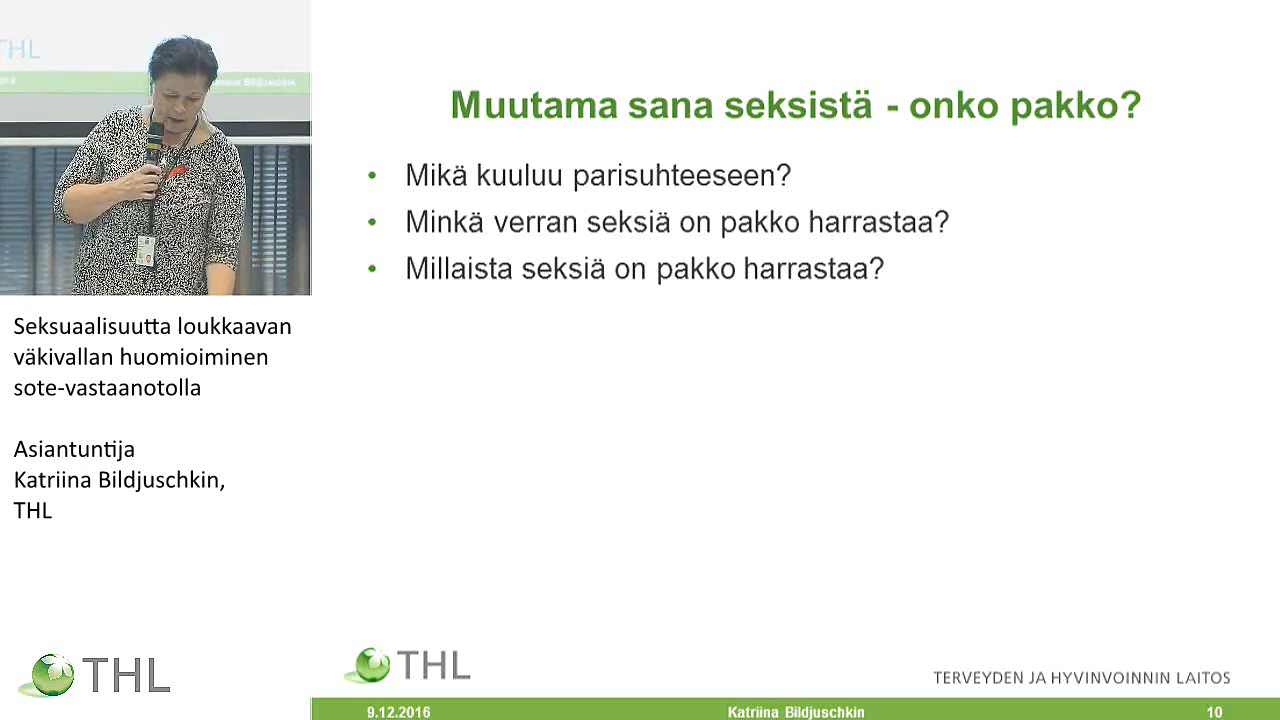 THL
Bildjuschkin
Muutama sana seksistä - onko pakko?
• Mikä kuuluu parisuhteeseen?
• Minkä verran seksiä on pakko harrastaa?
• Millaista seksiä on pakko harrastaa?
Seksuaalisuutta loukkaavan
väkivallan huomioiminen
sote-vastaanotolla
Asiantuntija
Katriina Bildjuschkin,
THL
THL
THL
TERVEYDEN JA HYVINVOINNIN LAITOS
9.12.2016
Katriina Bildjuschkin
10